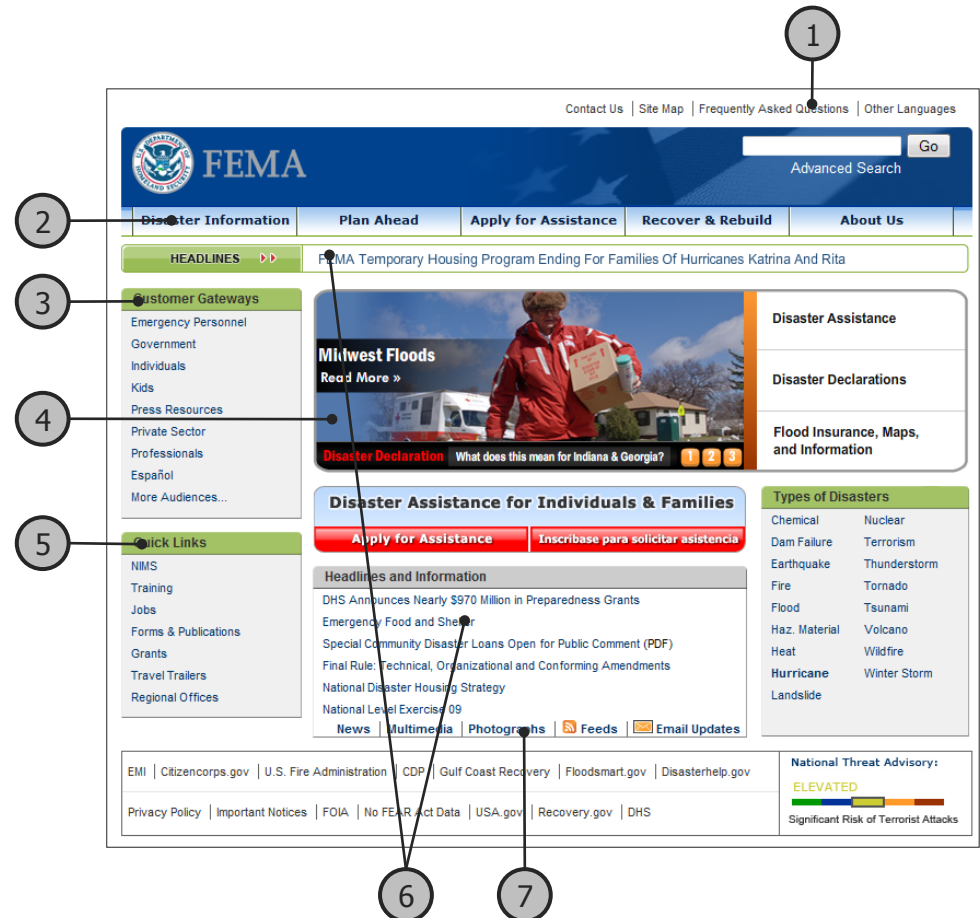 1
Contact Us | Site Map | Frequently Asked Questions | Other Languages
FEMA
U.S. DEPARTMENT OF HOMELAND SECURITY
Go
Advanced Search
2
Disaster Information | Plan Ahead | Apply for Assistance | Recover & Rebuild | About Us
HEADLINES
FEMA Temporary Housing Program Ending For Families Of Hurricanes Katrina And Rita
3
Customer Gateways
Emergency Personnel
Government
Individuals
Kids
Press Resources
Private Sector
Professionals
Español
More Audiences...
4
Midwest Floods
Read More »
Disaster Declaration What does this mean for Indiana & Georgia? 1 2 3
Disaster Assistance
Disaster Declarations
Flood Insurance, Maps,
and Information
5
Quick Links
NIMS
Training
Jobs
Forms & Publications
Grants
Travel Trailers
Regional Offices
Disaster Assistance for Individuals & Families
Apply for Assistance
Inscribase para solicitar asistencia
Headlines and Information
DHS Announces Nearly $970 Million in Preparedness Grants
Emergency Food and Shelter
Special Community Disaster Loans Open for Public Comment (PDF)
Final Rule: Technical, Organizational and Conforming Amendments
National Disaster Housing Strategy
National Level Exercise 09
News | Multimedia | Photographs | Feeds | Email Updates
Types of Disasters
Chemical Nuclear
Dam Failure Terrorism
Earthquake Thunderstorm
Fire Tornado
Flood Tsunami
Haz. Material Volcano
Heat Wildfire
Hurricane Winter Storm
Landslide
EMI | Citizencorps.gov | U.S. Fire Administration | CDP | Gulf Coast Recovery | Floodsmart.gov | Disasterhelp.gov
Privacy Policy | Important Notices | FOIA | No FEAR Act Data | USA.gov | Recovery.gov | DHS
National Threat Advisory:
ELEVATED
Significant Risk of Terrorist Attacks
6
7